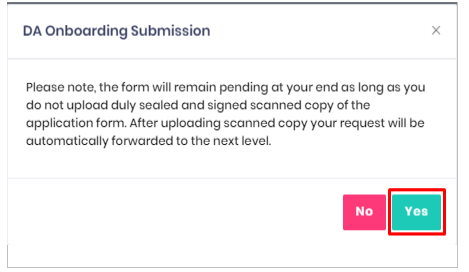 DA Onboarding Submission ×
Please note, the form will remain pending at your end as long as you
do not upload duly sealed and signed scanned copy of the
application form. After uploading scanned copy your request will be
automatically forwarded to the next level.
No Yes